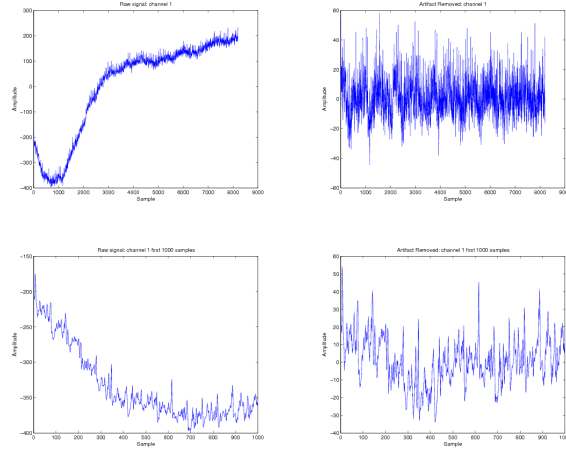 Raw signal: channel 1
300
200
100
0
−100
−200
−300
−400
Amplitude
0 1000 2000 3000 4000 5000 6000 7000 8000 9000
Sample
Artifact Removed: channel 1
60
40
20
0
−20
−40
−60
Amplitude
0 1000 2000 3000 4000 5000 6000 7000 8000 9000
Sample
Raw signal: channel 1 first 1000 samples
−150
−200
−250
−300
−350
−400
Amplitude
0 100 200 300 400 500 600 700 800 900 1000
Sample
Artifact Removed: channel 1 first 1000 samples
60
50
40
30
20
10
0
−10
−20
−30
−40
Amplitude
0 100 200 300 400 500 600 700 800 900 1000
Sample